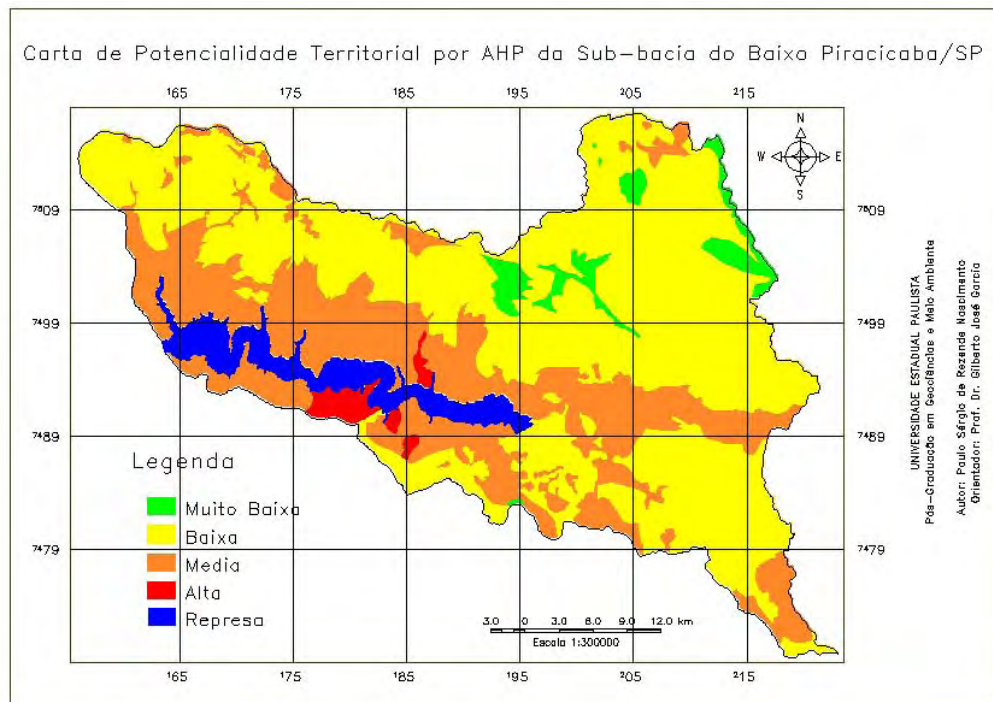 Carta de Potencialidade Territorial por AHP da Sub-bacia do Baixo Piracicaba/SP
165 175 185 195 205 215
N
W E
S
7609 7609
7499 7499
7489 7489
7479 7479
Legenda
Muito Baixa
Baixa
Media
Alta
Represa
3.0 0 3.0 6.0 9.0 12.0 km
Escala 1:300000
165 175 185 195 205 215
UNIVERSIDADE ESTADUAL PAULISTA
Pós-Graduação em Geociências e Meio Ambiente
Autor: Paulo Sérgio de Rezende Nascimento
Orientador: Prof. Dr. Gilberto José Garcia